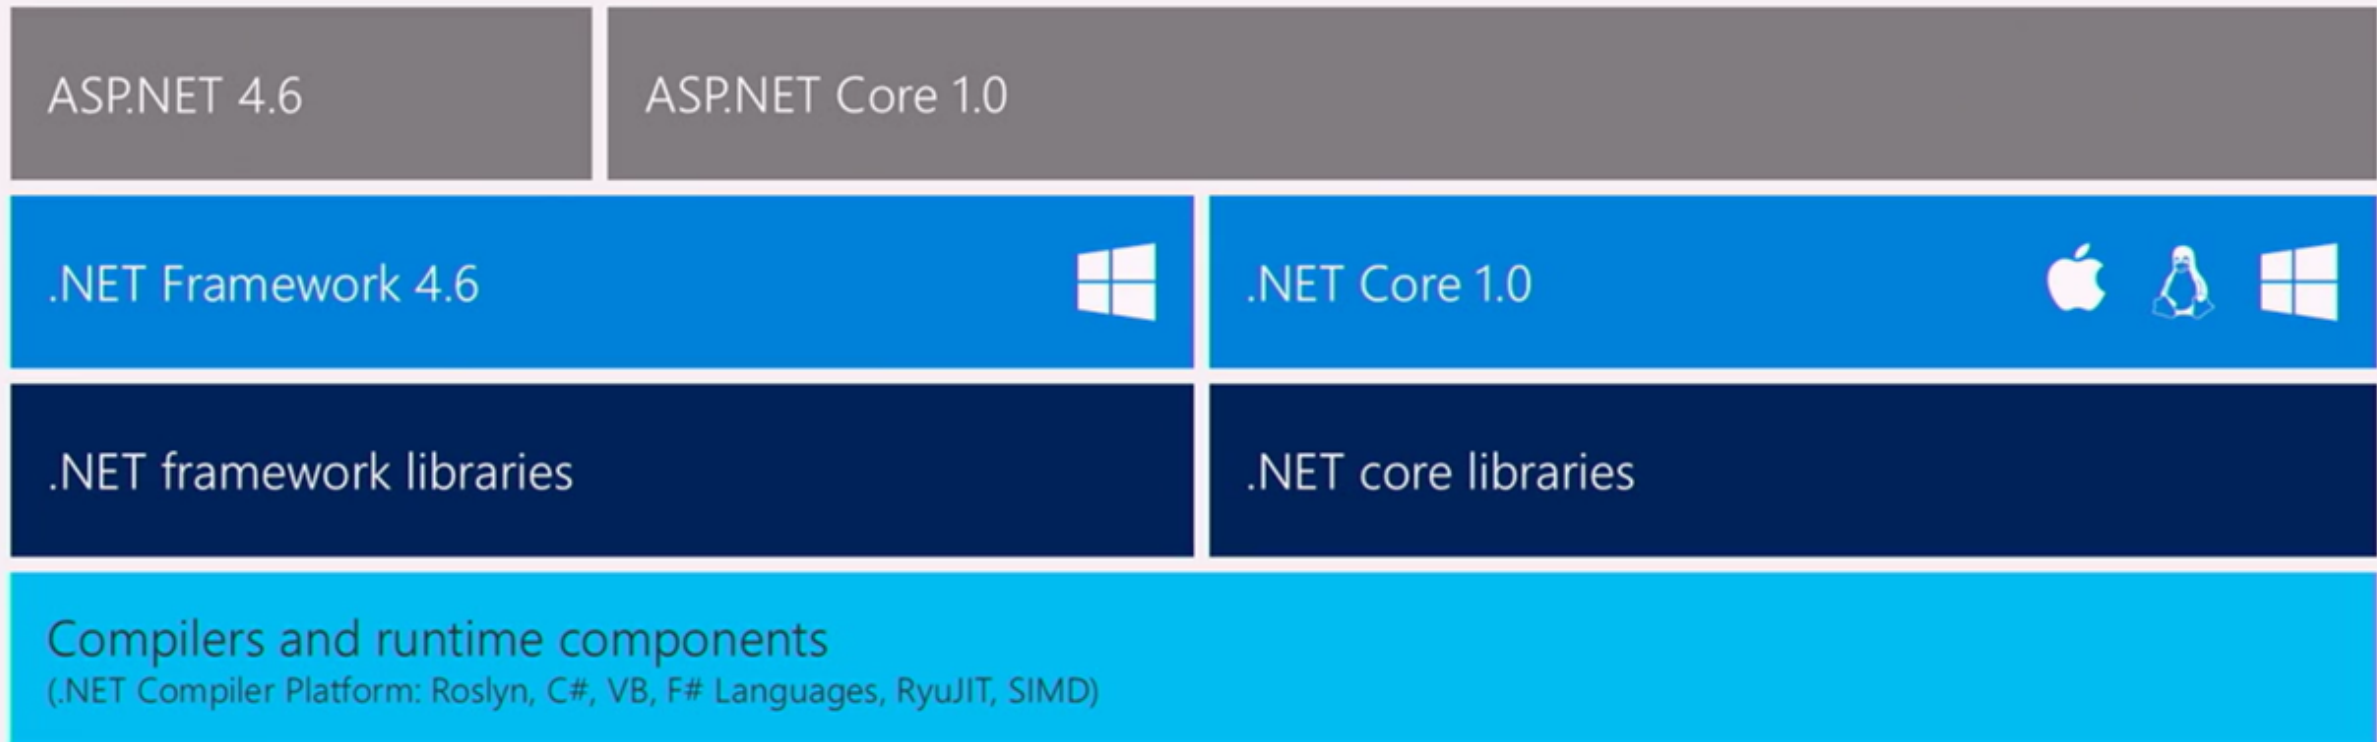 ASP.NET 4.6
ASP.NET Core 1.0
.NET Framework 4.6
.NET Core 1.0
.NET framework libraries
.NET core libraries
Compilers and runtime components
(.NET Compiler Platform: Roslyn, C#, VB, F# Languages, RyuJIT, SIMD)